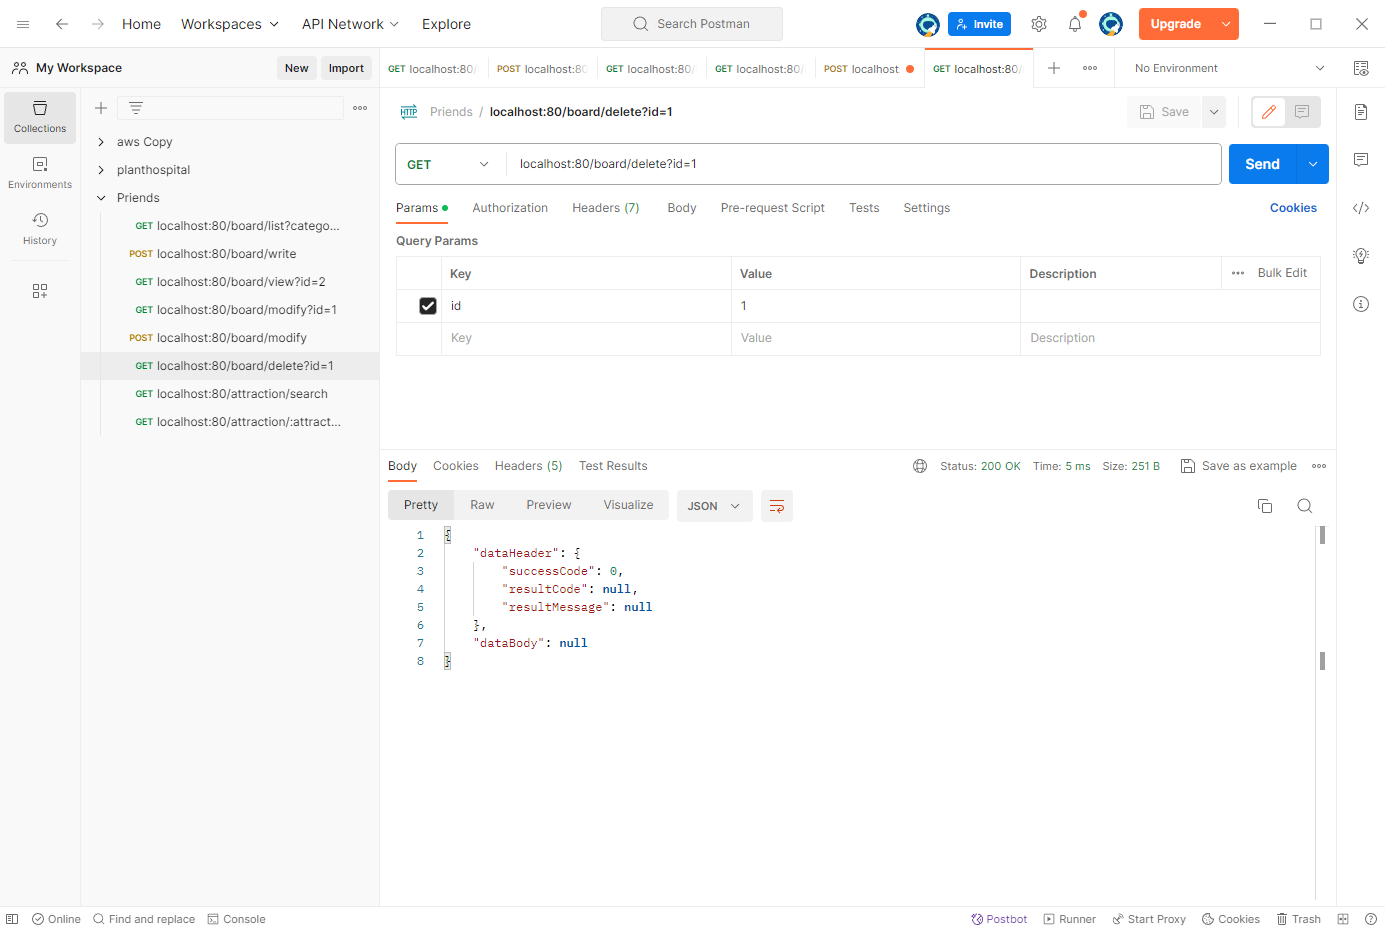 Home Workspaces API Network Explore Search Postman Invite Upgrade
My Workspace New Import GET localhost:80/ POST localhost:80 GET localhost:80/ GET localhost:80/ POST localhost GET localhost:80/ No Environment
Collections
Environments
History
aws Copy
planthospital
Priends
GET localhost:80/board/list?catego...
POST localhost:80/board/write
GET localhost:80/board/view?id=2
GET localhost:80/board/modify?id=1
POST localhost:80/board/modify
GET localhost:80/board/delete?id=1
GET localhost:80/attraction/search
GET localhost:80/attraction/:attract...
HTTP Priends / localhost:80/board/delete?id=1 Save
GET localhost:80/board/delete?id=1 Send
Params Authorization Headers (7) Body Pre-request Script Tests Settings Cookies
Query Params
Key Value Description Bulk Edit
id 1
Key Value Description
Body Cookies Headers (5) Test Results Status: 200 OK Time: 5 ms Size: 251 B Save as example
Pretty Raw Preview Visualize JSON
1 {
2 "dataHeader": {
3 "successCode": 0,
4 "resultCode": null,
5 "resultMessage": null
6 },
7 "dataBody": null
8 }
Online Find and replace Console Postbot Runner Start Proxy Cookies Trash